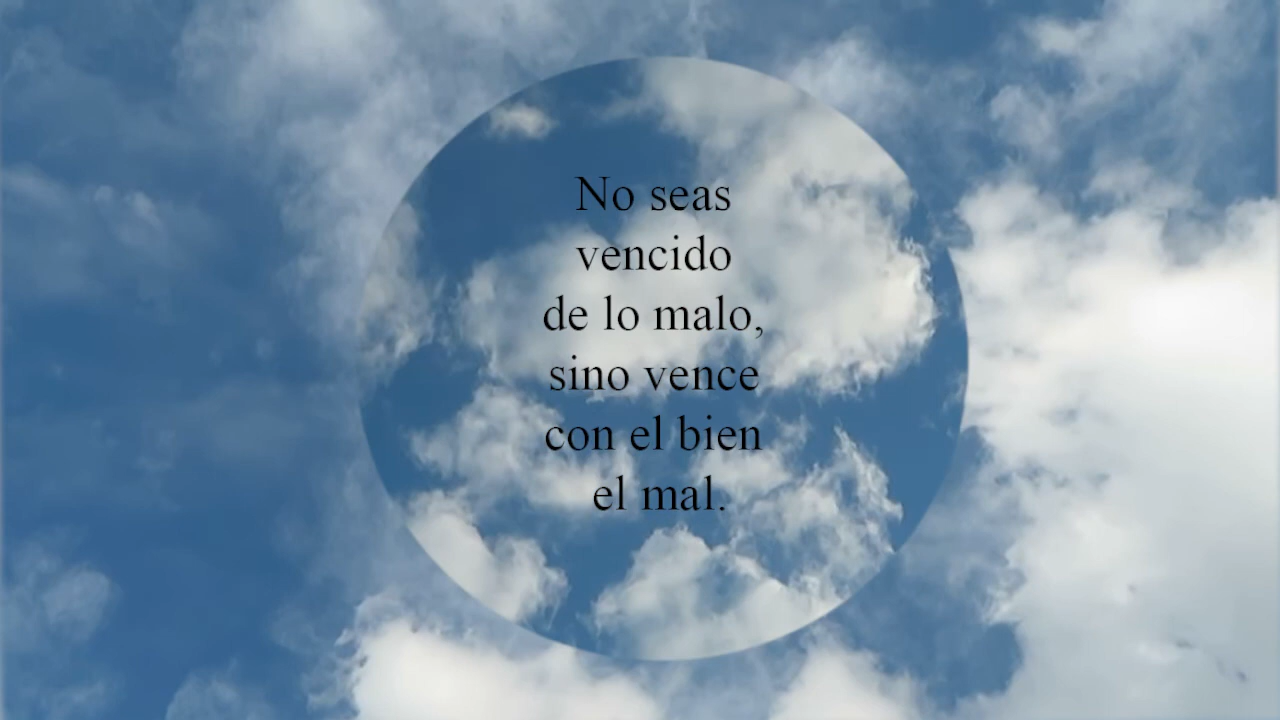 No seas
vencido
de lo malo,
sino vence
con el bien
el mal.